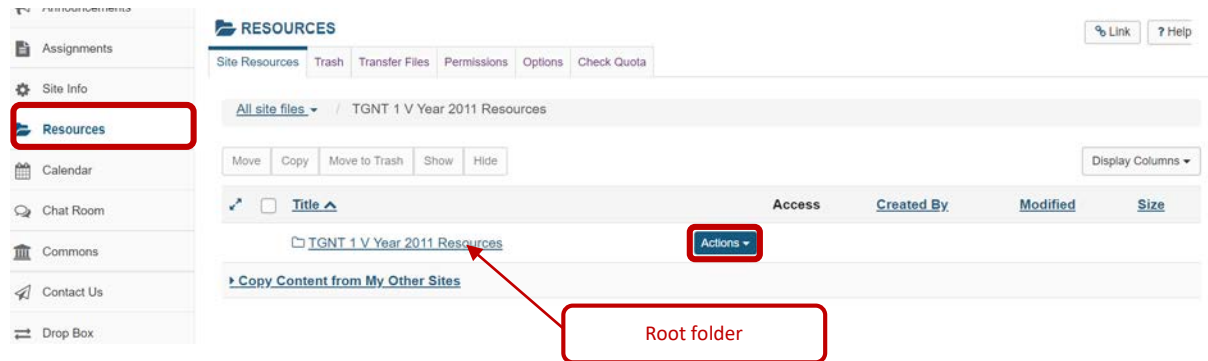 Announcements
Assignments
Site Info
Resources
Calendar
Chat Room
Commons
Contact Us
Drop Box
RESOURCES
Link ? Help
Site Resources Trash Transfer Files Permissions Options Check Quota
All site files / TGNT 1 V Year 2011 Resources
Move Copy Move to Trash Show Hide
Display Columns
Title Access Created By Modified Size
TGNT 1 V Year 2011 Resources Actions
Copy Content from My Other Sites
Root folder